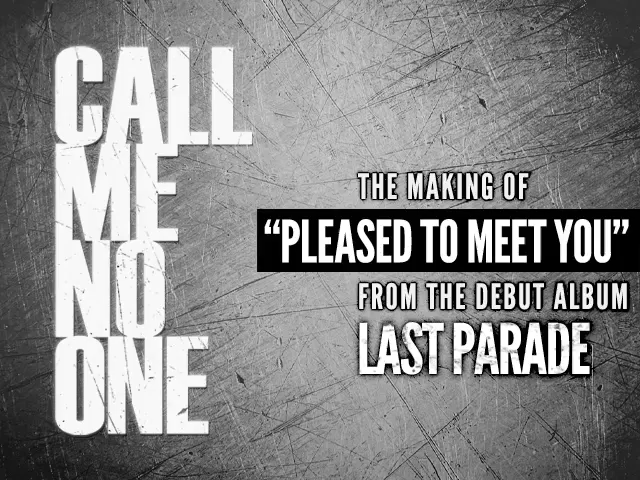 CALL
ME
NO
ONE
THE MAKING OF
“PLEASED TO MEET YOU”
FROM THE DEBUT ALBUM
LAST PARADE